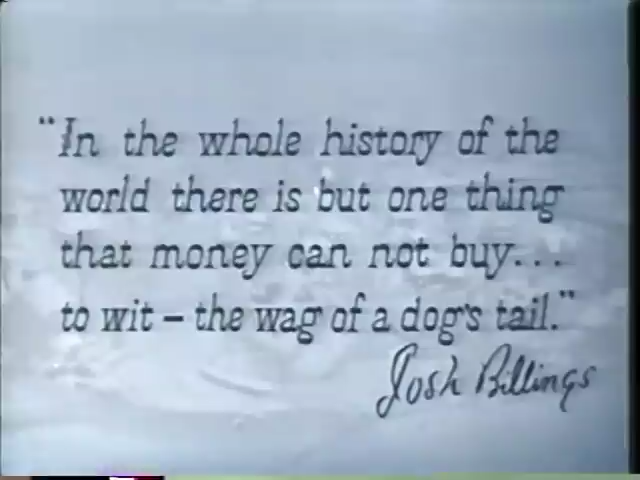 "In the whole history of the
world there is but one thing
that money can not buy...
to wit – the wag of a dog's tail."
Josh Billings